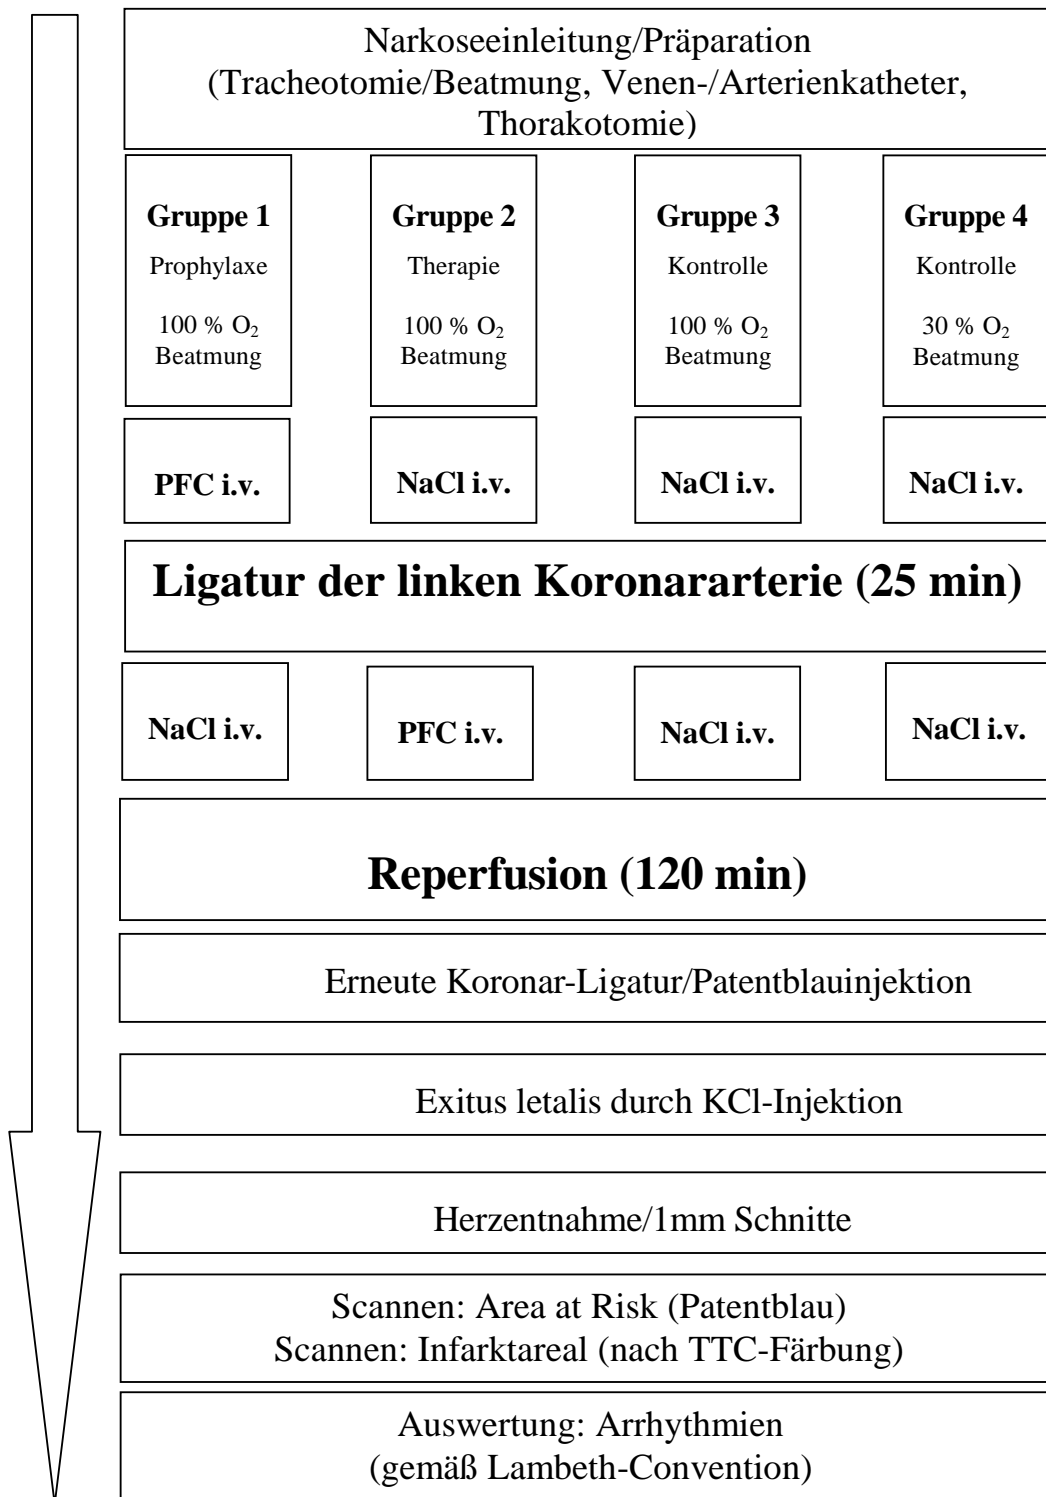 Narkoseeinleitung/Präparation
(Tracheotomie/Beatmung, Venen-/Arterienkatheter,
Thorakotomie)
Gruppe 1
Prophylaxe
100 % O₂
Beatmung
Gruppe 2
Therapie
100 % O₂
Beatmung
Gruppe 3
Kontrolle
100 % O₂
Beatmung
Gruppe 4
Kontrolle
30 % O₂
Beatmung
PFC i.v.
NaCl i.v.
NaCl i.v.
NaCl i.v.
Ligatur der linken Koronararterie (25 min)
NaCl i.v.
PFC i.v.
NaCl i.v.
NaCl i.v.
Reperfusion (120 min)
Erneute Koronar-Ligatur/Patentblauinjektion
Exitus letalis durch KCl-Injektion
Herzentnahme/1mm Schnitte
Scannen: Area at Risk (Patentblau)
Scannen: Infarktareal (nach TTC-Färbung)
Auswertung: Arrhythmien
(gemäß Lambeth-Convention)